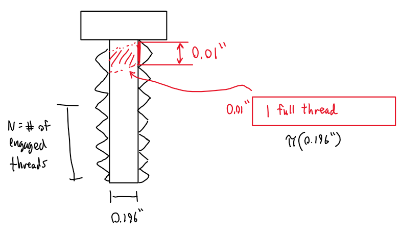 0.01"
0.01"
1 full thread
π(0.196")
N = # of
engaged
threads
0.196"